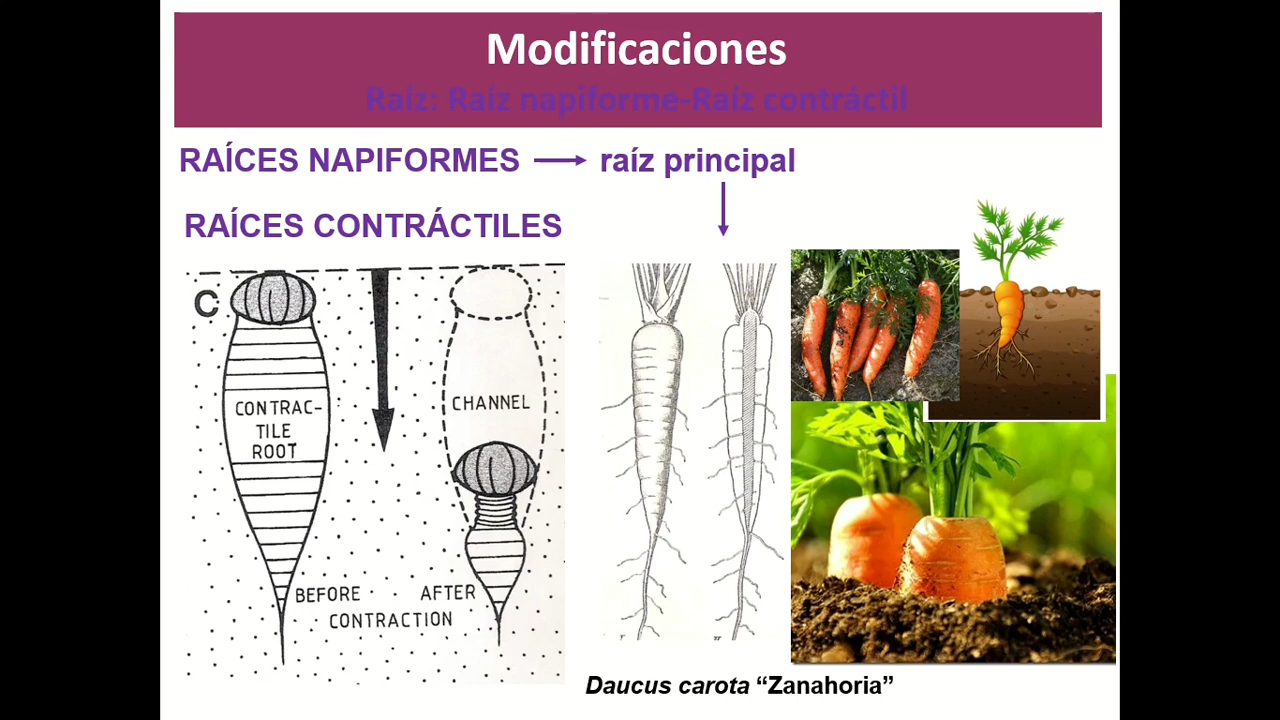 Modificaciones
Raíz: Raíz napiforme-Raíz contráctil
RAÍCES NAPIFORMES → raíz principal
RAÍCES CONTRÁCTILES
C
CONTRAC-
TILE
ROOT
CHANNEL
BEFORE AFTER
CONTRACTION
Daucus carota “Zanahoria”